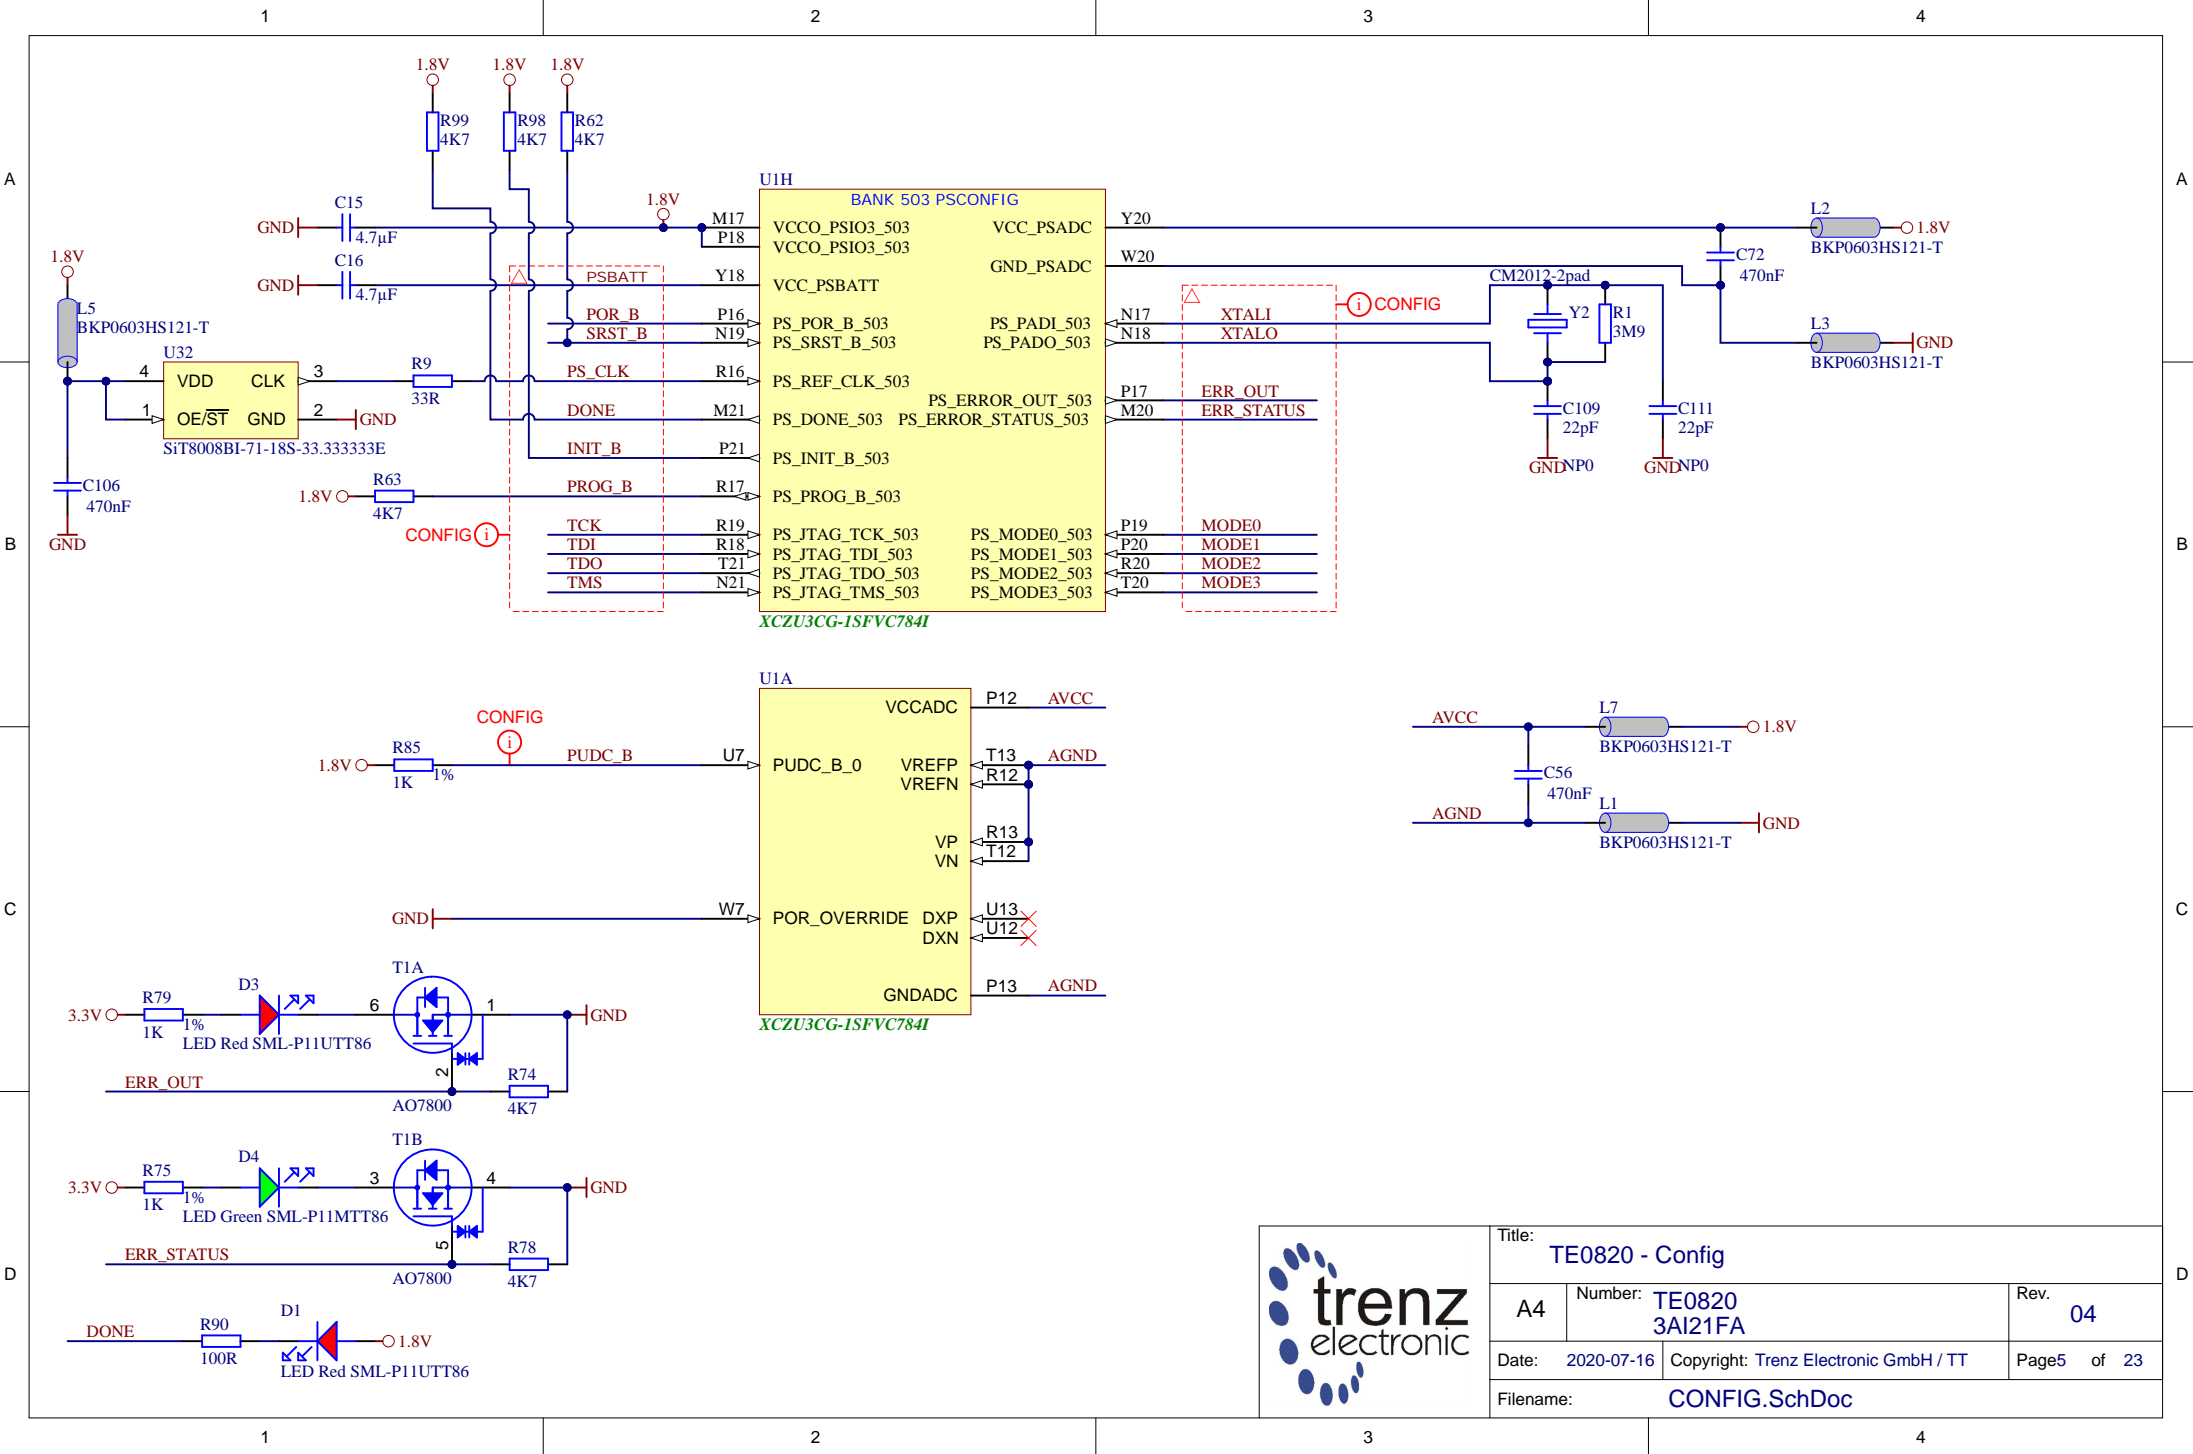 1 2 3 4
A A
B B
C C
D D
1 2 3 4
1.8V 1.8V 1.8V
R99 4K7
R98 4K7
R62 4K7
C15 4.7µF
GND
1.8V
C16 4.7µF
GND
PSBATT
POR_B
SRST_B
PS_CLK
DONE
INIT_B
PROG_B
TCK
TDI
TDO
TMS
CONFIG i
1.8V
L5
BKP0603HS121-T
U32
4 VDD CLK 3
1 OE/ST GND 2 GND
SiT8008BI-71-18S-33.333333E
R9
33R
C106
470nF
GND
1.8V R63
4K7
U1H
BANK 503 PSCONFIG
M17 VCCO_PSIO3_503
P18 VCCO_PSIO3_503
Y18 VCC_PSBATT
P16 PS_POR_B_503
N19 PS_SRST_B_503
R16 PS_REF_CLK_503
M21 PS_DONE_503
P21 PS_INIT_B_503
R17 PS_PROG_B_503
R19 PS_JTAG_TCK_503
R18 PS_JTAG_TDI_503
T21 PS_JTAG_TDO_503
N21 PS_JTAG_TMS_503
VCC_PSADC Y20
GND_PSADC W20
PS_PADI_503 N17 XTALI
PS_PADO_503 N18 XTALO
PS_ERROR_OUT_503 P17 ERR_OUT
PS_ERROR_STATUS_503 M20 ERR_STATUS
PS_MODE0_503 P19 MODE0
PS_MODE1_503 P20 MODE1
PS_MODE2_503 R20 MODE2
PS_MODE3_503 T20 MODE3
XCZU3CG-1SFVC784I
i CONFIG
CM2012-2pad
Y2
R1
3M9
C109
22pF
GND NP0
C111
22pF
GND NP0
L2 1.8V
BKP0603HS121-T
C72
470nF
L3 GND
BKP0603HS121-T
U1A
CONFIG
i
1.8V R85 1%
1K
PUDC_B U7 PUDC_B_0
GND W7 POR_OVERRIDE
VCCADC P12 AVCC
VREFP T13 AGND
VREFN R12
VP R13
VN T12
DXP U13
DXN U12
GNDADC P13 AGND
XCZU3CG-1SFVC784I
AVCC L7 1.8V
BKP0603HS121-T
C56
470nF
AGND L1 GND
BKP0603HS121-T
3.3V R79 1%
1K
D3
LED Red SML-P11UTT86
T1A
6 1 GND
2
ERR_OUT
AO7800
R74
4K7
3.3V R75 1%
1K
D4
LED Green SML-P11MTT86
T1B
3 4 GND
5
ERR_STATUS
AO7800
R78
4K7
DONE R90
100R
D1 1.8V
LED Red SML-P11UTT86
trenz
electronic
Title:
TE0820 - Config
A4
Number: TE0820
3AI21FA
Rev.
04
Date: 2020-07-16 Copyright: Trenz Electronic GmbH / TT Page5 of 23
Filename: CONFIG.SchDoc